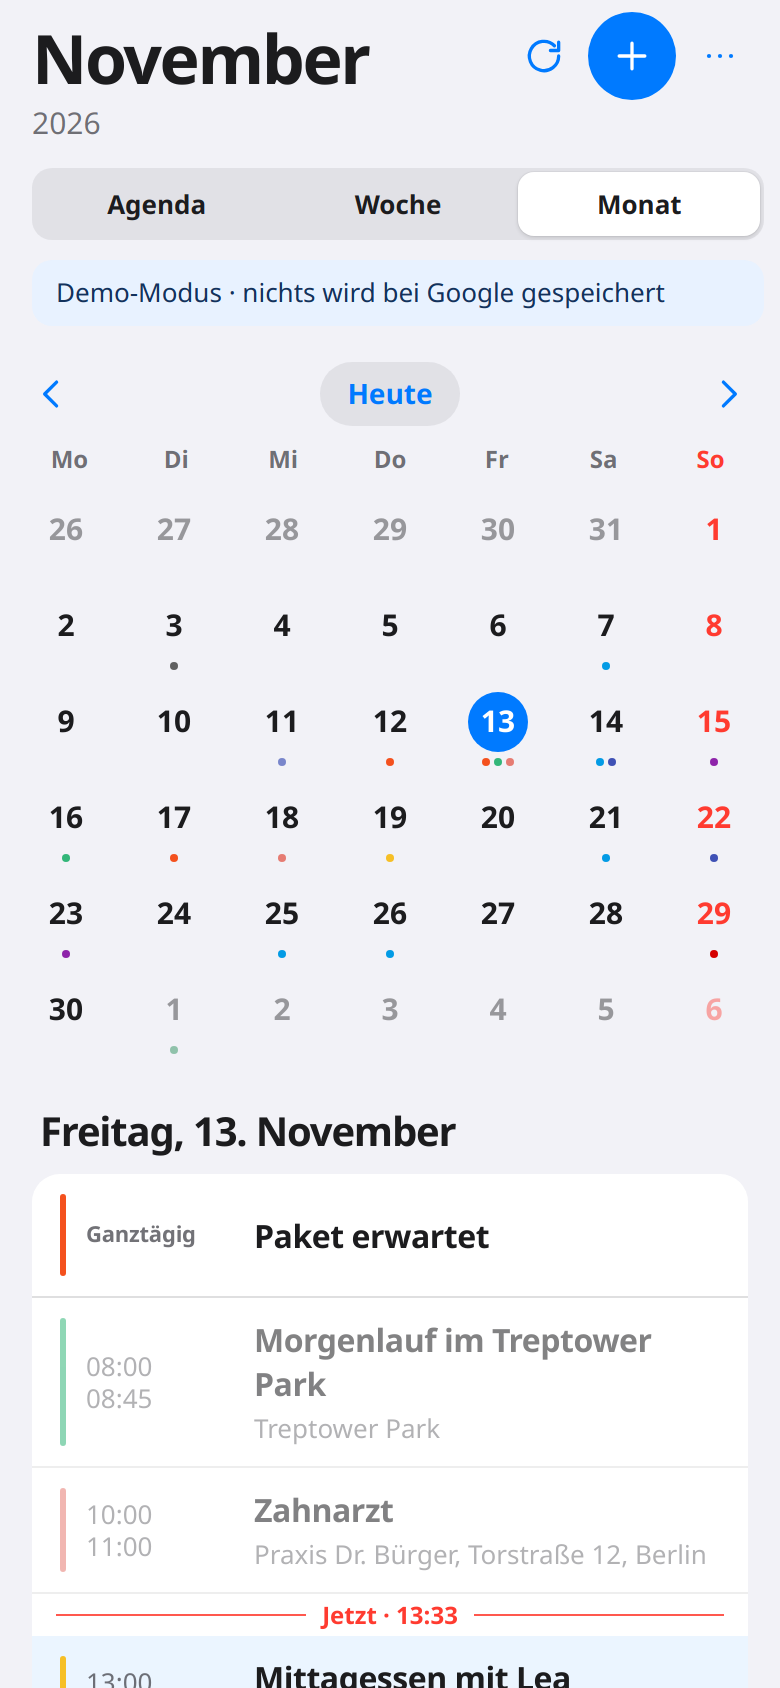 November
2026
Agenda Woche Monat
Demo-Modus · nichts wird bei Google gespeichert
Heute
Mo Di Mi Do Fr Sa So
26 27 28 29 30 31 1
2 3 4 5 6 7 8
9 10 11 12 13 14 15
16 17 18 19 20 21 22
23 24 25 26 27 28 29
30 1 2 3 4 5 6
Freitag, 13. November
Ganztägig Paket erwartet
08:00
08:45
Morgenlauf im Treptower
Park
Treptower Park
10:00
11:00
Zahnarzt
Praxis Dr. Bürger, Torstraße 12, Berlin
Jetzt · 13:33
13:00 Mittagessen mit Lea